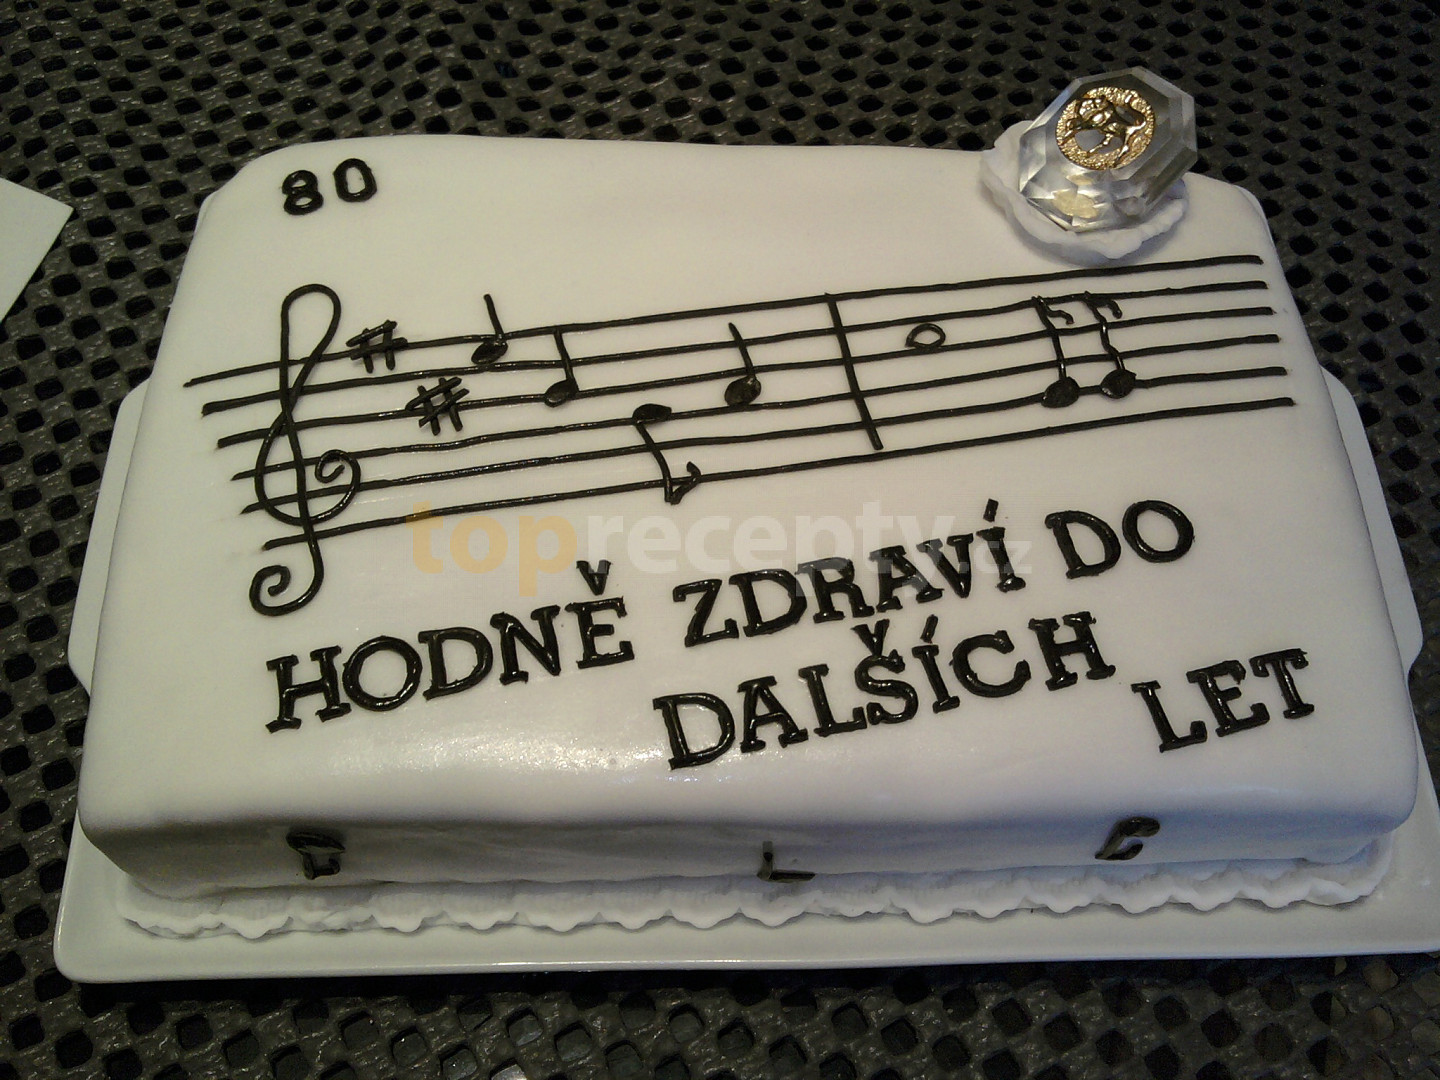 80
toprecepty.cz
HODNĚ ZDRAVÍ DO
DALŠÍCH
LET